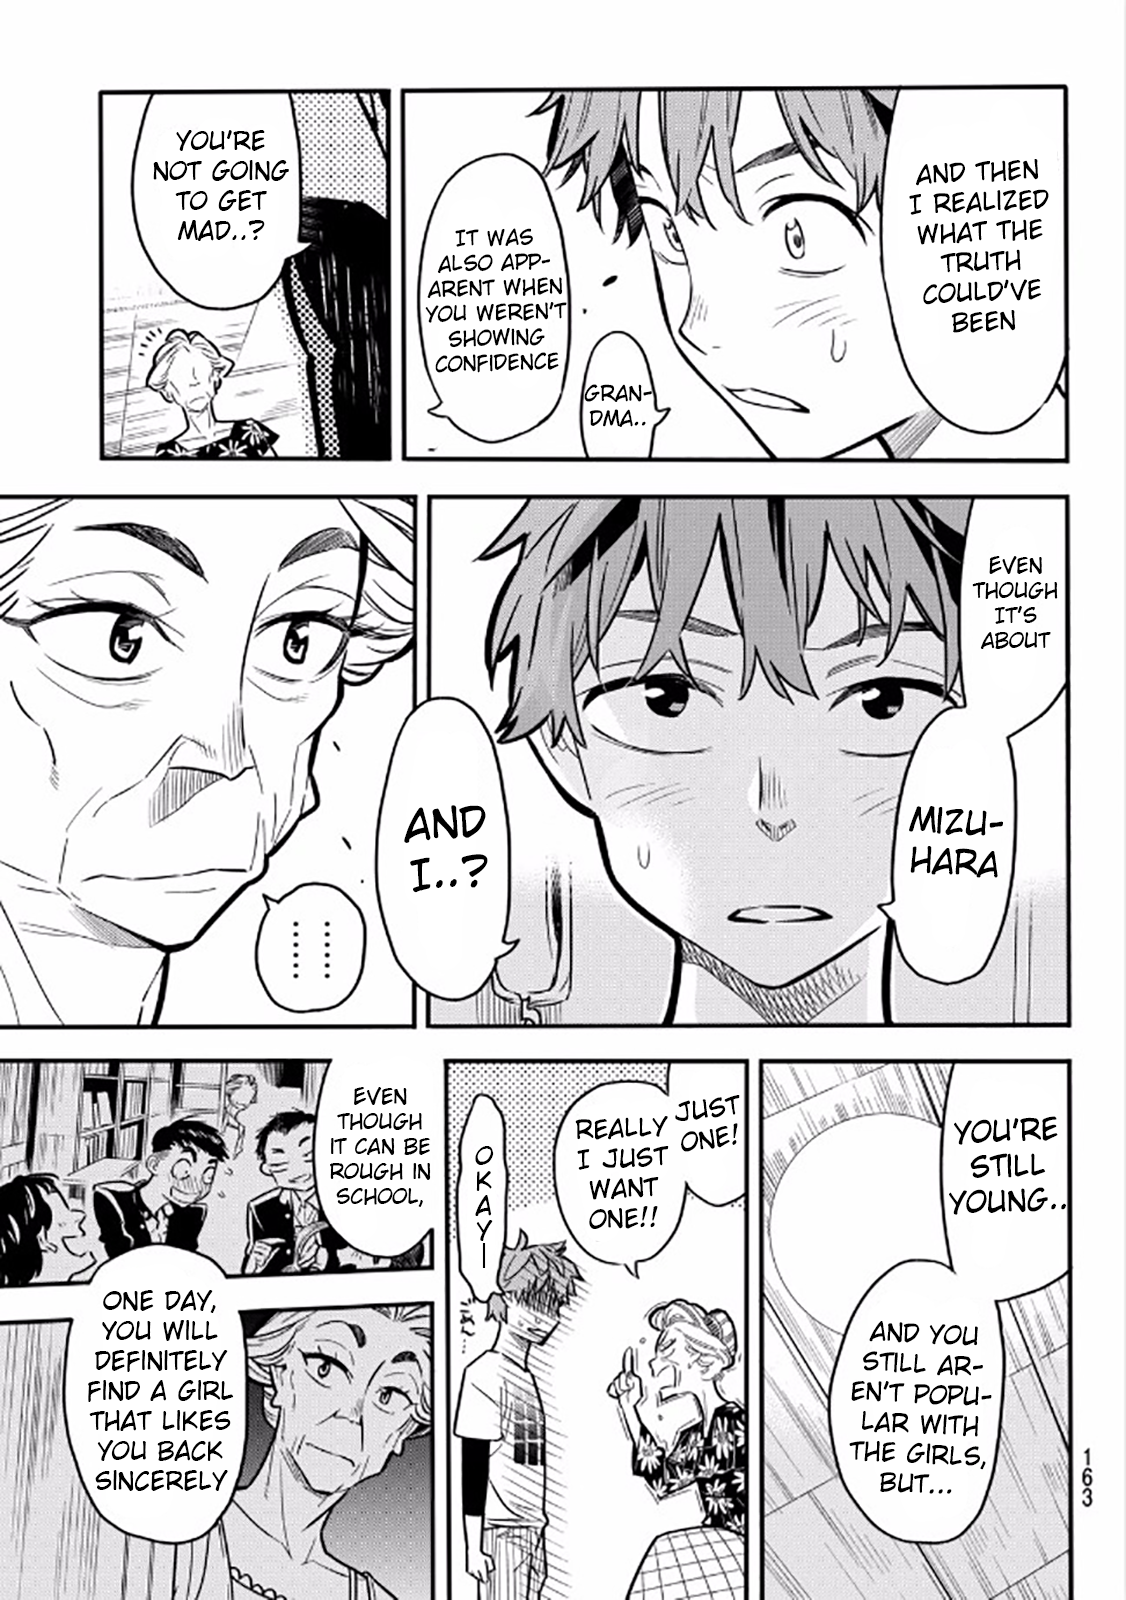 AND THEN
I REALIZED
WHAT THE
TRUTH
COULD'VE
BEEN
IT WAS
ALSO APP-
ARENT WHEN
YOU WEREN'T
SHOWING
CONFIDENCE
GRAN-
DMA..
YOU'RE
NOT GOING
TO GET
MAD..?
EVEN
THOUGH
IT'S
ABOUT
MIZU-
HARA
AND
I..?
......
......
YOU'RE
STILL
YOUNG..
AND YOU
STILL AR-
EN'T POPU-
LAR WITH
THE GIRLS,
BUT...
JUST
ONE!
REALLY
I JUST
WANT
ONE!!
OKAY—
EVEN
THOUGH
IT CAN BE
ROUGH IN
SCHOOL,
ONE DAY,
YOU WILL
DEFINITELY
FIND A GIRL
THAT LIKES
YOU BACK
SINCERELY
163